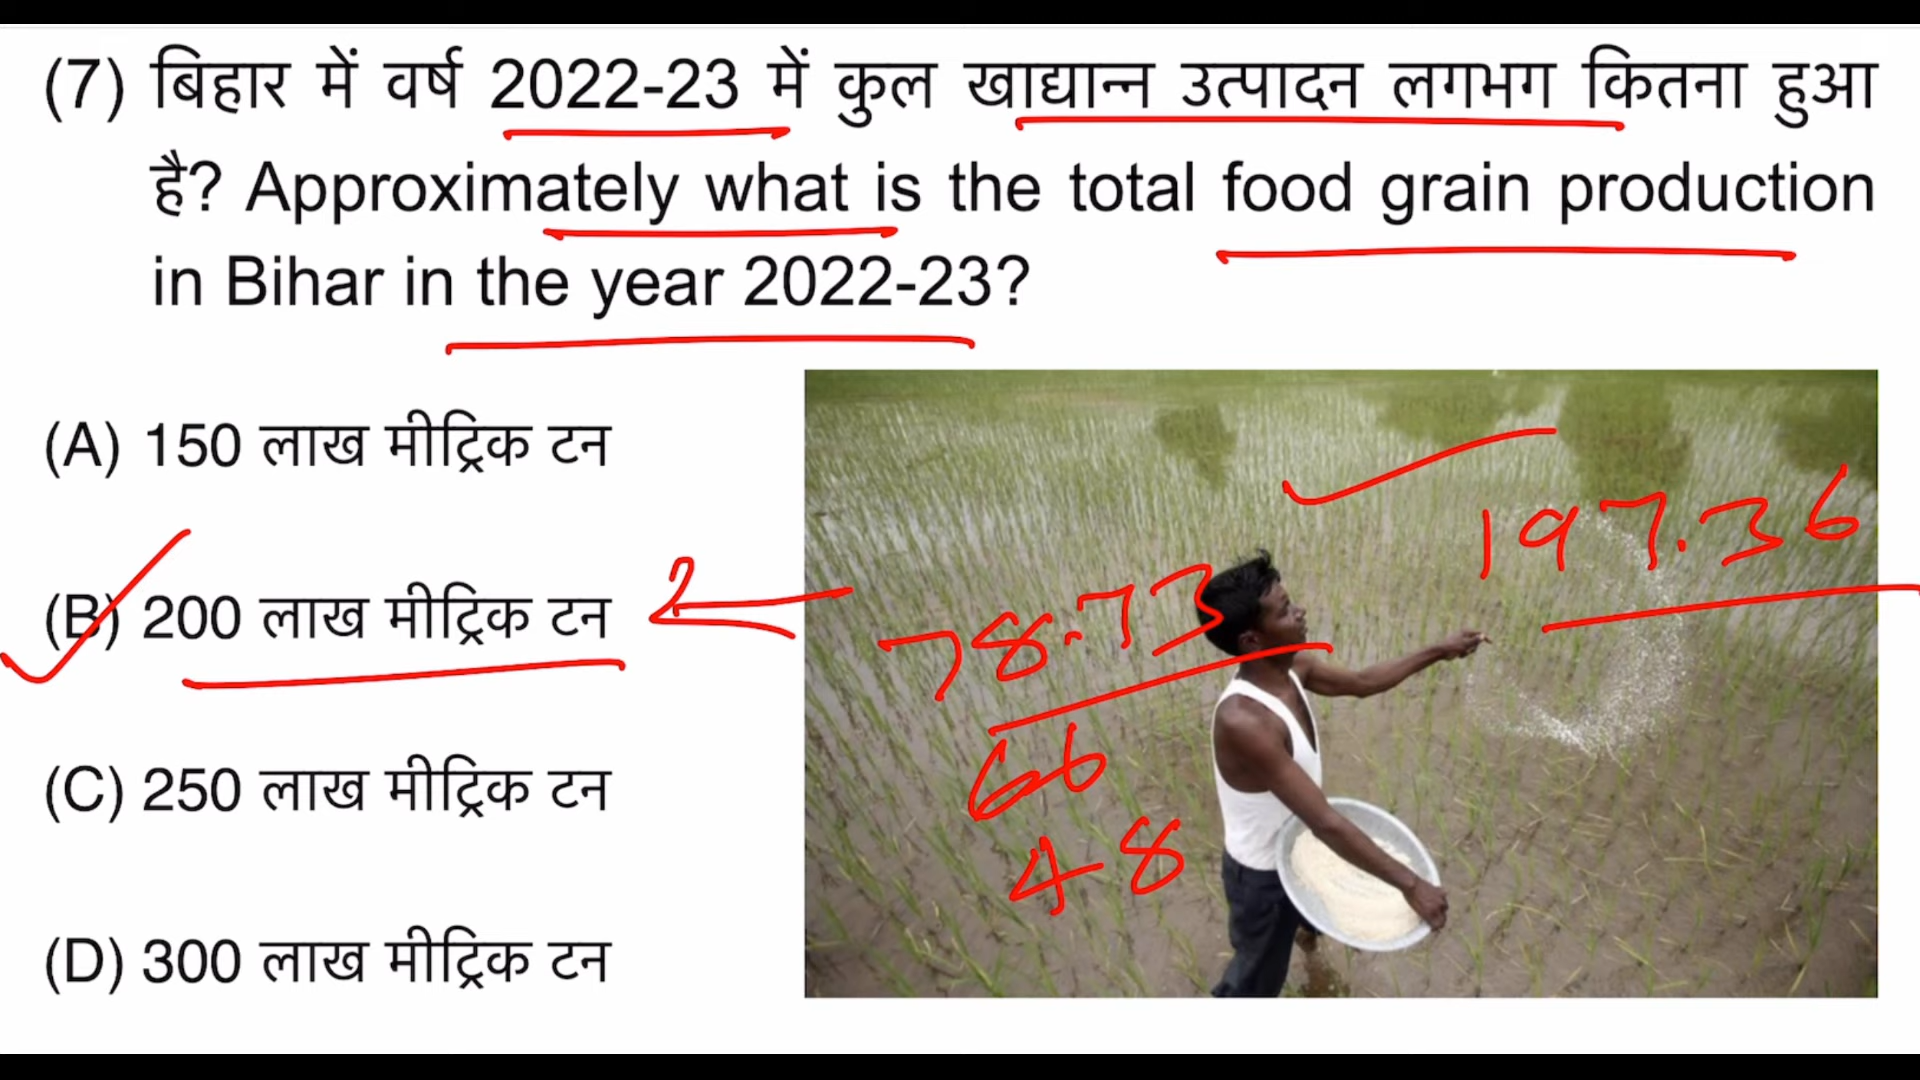 (7) बिहार में वर्ष 2022-23 में कुल खाद्यान्न उत्पादन लगभग कितना हुआ
है? Approximately what is the total food grain production
in Bihar in the year 2022-23?
(A) 150 लाख मीट्रिक टन
(B) 200 लाख मीट्रिक टन
(C) 250 लाख मीट्रिक टन
(D) 300 लाख मीट्रिक टन
197.36
78.73
66
48